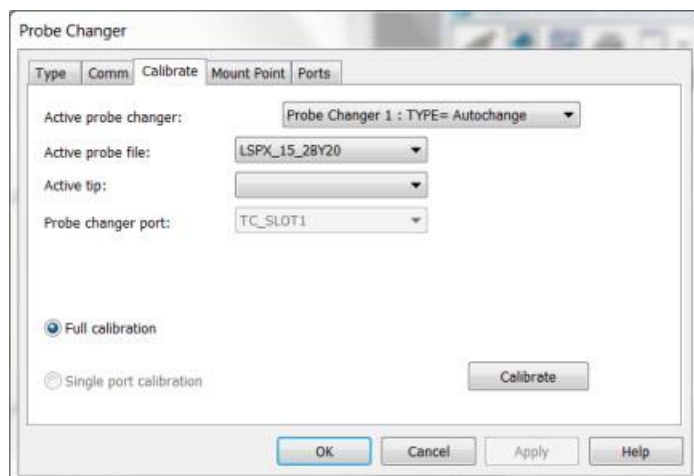 Probe Changer
Type Comm Calibrate Mount Point Ports
Active probe changer: Probe Changer 1 : TYPE= Autochange
Active probe file: LSPX_15_28Y20
Active tip:
Probe changer port: TC_SLOT1
Full calibration
Single port calibration
Calibrate
OK Cancel Apply Help